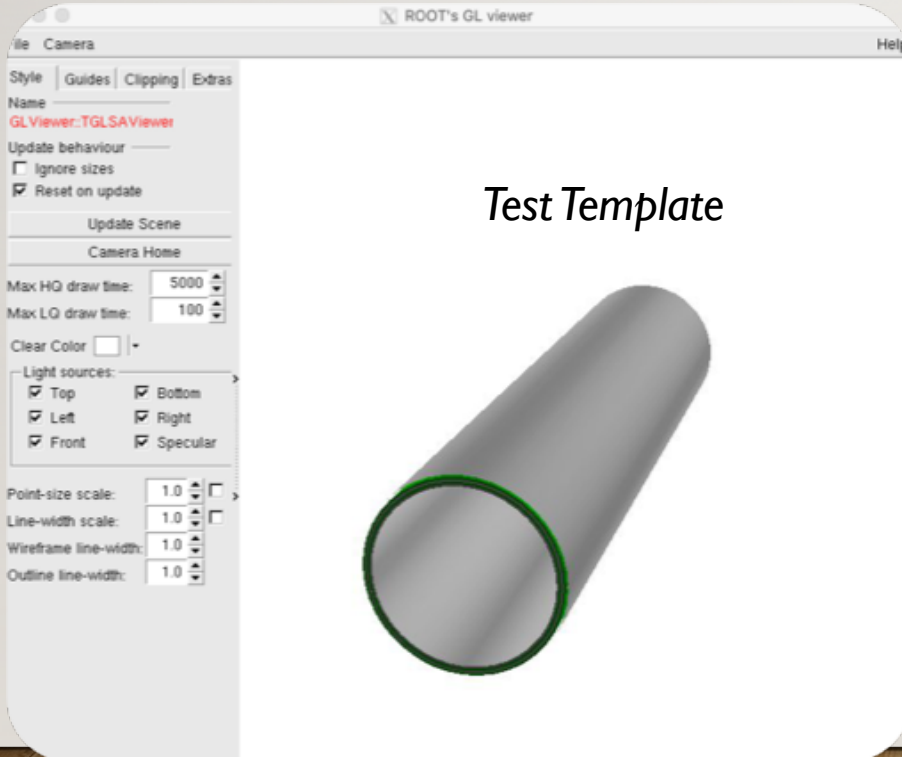 ROOT's GL viewer
ile Camera Help
Style Guides Clipping Extras
Name
GLViewer::TGLSAViewer
Update behaviour
Ignore sizes
Reset on update
Update Scene
Camera Home
Max HQ draw time: 5000
Max LQ draw time: 100
Clear Color
Light sources:
Top Bottom
Left Right
Front Specular
Point-size scale: 1.0
Line-width scale: 1.0
Wireframe line-width: 1.0
Outline line-width: 1.0
Test Template